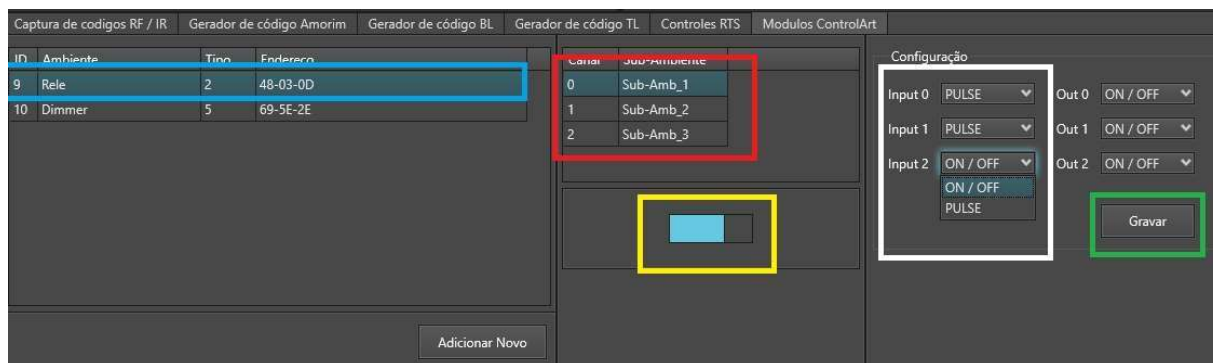 Captura de codigos RF / IR Gerador de código Amorim Gerador de código BL Gerador de código TL Controles RTS Modulos ControlArt
ID Ambiente Tipo Endereço
9 Rele 2 48-03-0D
10 Dimmer 5 69-5E-2E
Adicionar Novo
Canal Sub-Ambiente
0 Sub-Amb_1
1 Sub-Amb_2
2 Sub-Amb_3
Configuração
Input 0 PULSE Out 0 ON / OFF
Input 1 PULSE Out 1 ON / OFF
Input 2 ON / OFF Out 2 ON / OFF
ON / OFF
PULSE
Gravar